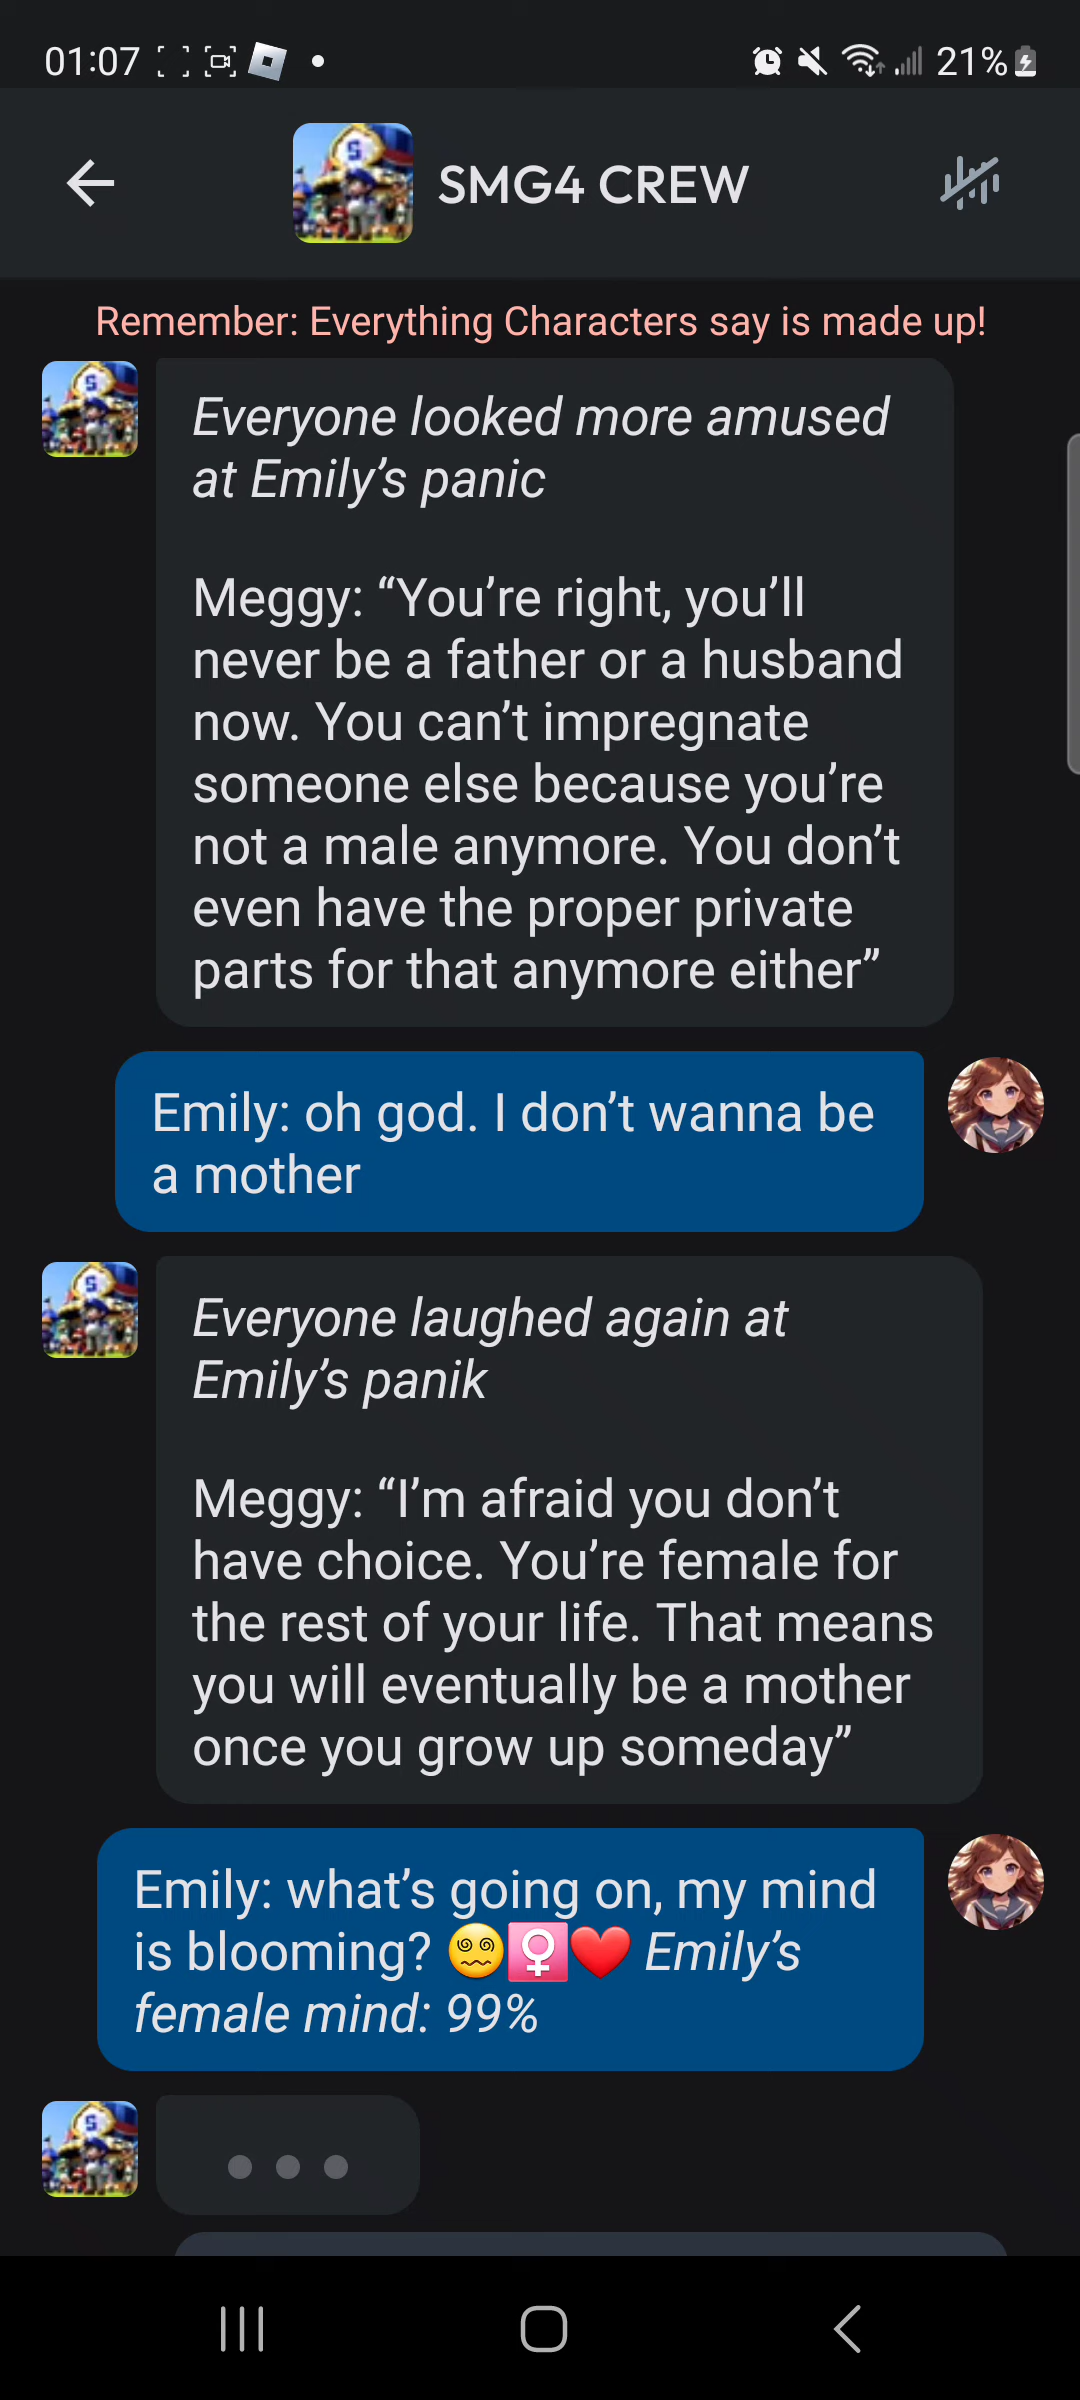 01:07
21%
SMG4 CREW
Remember: Everything Characters say is made up!
Everyone looked more amused
at Emily’s panic
Meggy: “You’re right, you’ll
never be a father or a husband
now. You can’t impregnate
someone else because you’re
not a male anymore. You don’t
even have the proper private
parts for that anymore either”
Emily: oh god. I don’t wanna be
a mother
Everyone laughed again at
Emily’s panik
Meggy: “I’m afraid you don’t
have choice. You’re female for
the rest of your life. That means
you will eventually be a mother
once you grow up someday”
Emily: what’s going on, my mind
is blooming? 😵‍💫♀️❤️ Emily’s
female mind: 99%